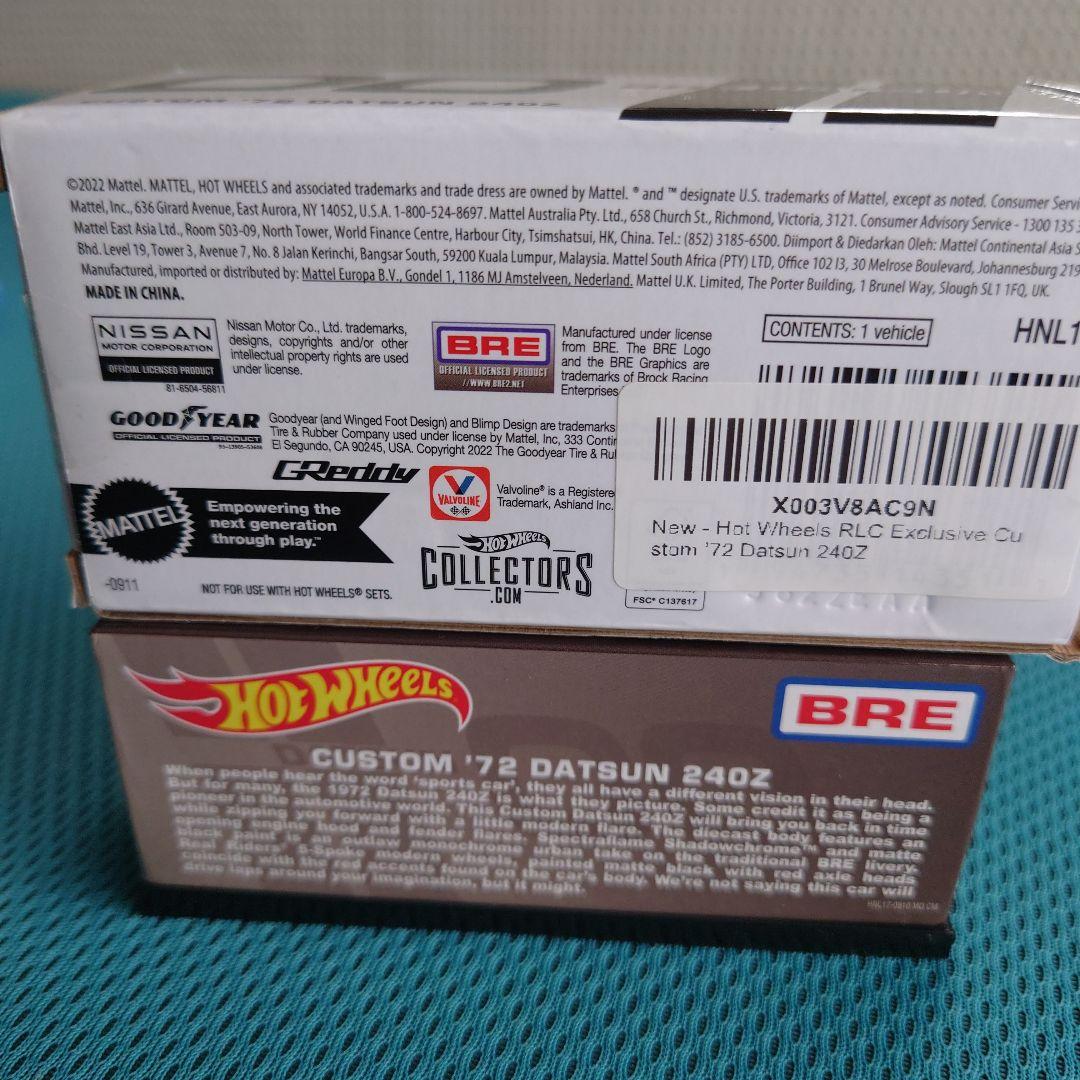 CUSTOM '72 DATSUN 240Z
©2022 Mattel. MATTEL, HOT WHEELS and associated trademarks and trade dress are owned by Mattel. ® and ™ designate U.S. trademarks of Mattel, except as noted. Consumer Servi
Mattel, Inc., 636 Girard Avenue, East Aurora, NY 14052, U.S.A. 1-800-524-8697. Mattel Australia Pty. Ltd., 658 Church St., Richmond, Victoria, 3121. Consumer Advisory Service - 1300 135 3
Mattel East Asia Ltd., Room 503-09, North Tower, World Finance Centre, Harbour City, Tsimshatsui, HK, China. Tel.: (852) 3185-6500. Diimport & Diedarkan Oleh: Mattel Continental Asia S
Bhd. Level 19, Tower 3, Avenue 7, No. 8 Jalan Kerinchi, Bangsar South, 59200 Kuala Lumpur, Malaysia. Mattel South Africa (PTY) LTD, Office 102 I3, 30 Melrose Boulevard, Johannesburg 219
Manufactured, imported or distributed by: Mattel Europa B.V., Gondel 1, 1186 MJ Amstelveen, Nederland. Mattel U.K. Limited, The Porter Building, 1 Brunel Way, Slough SL1 1FQ, UK.
MADE IN CHINA.
NISSAN
MOTOR CORPORATION
OFFICIAL LICENSED PRODUCT
81-6504-56811
Nissan Motor Co., Ltd. trademarks,
designs, copyrights and/or other
intellectual property rights are used
under license.
BRE
OFFICIAL LICENSED PRODUCT
//WWW.BRE2.NET
Manufactured under license
from BRE. The BRE Logo
and the BRE Graphics are
trademarks of Brock Racing
Enterprises
CONTENTS: 1 vehicle
HNL1
GOODYEAR
OFFICIAL LICENSED PRODUCT
Goodyear (and Winged Foot Design) and Blimp Design are trademarks
Tire & Rubber Company used under license by Mattel, Inc, 333 Contin
El Segundo, CA 90245, USA. Copyright 2022 The Goodyear Tire & Ru
GReddy
VALVOLINE
Valvoline® is a Registere
Trademark, Ashland Inc.
X003V8AC9N
New - Hot Wheels RLC Exclusive Cu
stom '72 Datsun 240Z
MATTEL
Empowering the
next generation
through play.™
HOT WHEELS
COLLECTORS
.COM
-0911
NOT FOR USE WITH HOT WHEELS® SETS.
FSC® C137617
HOT WHEELS
BRE
CUSTOM '72 DATSUN 240Z
When people hear the word 'sports car', they all have a different vision in their head.
But for many, the 1972 Datsun 240Z is what they picture. Some credit it as being a
pioneer in the automotive world. The Custom Datsun 240Z will bring you back in time
while zipping you forward with a little modern flare. The diecast body features an
opening engine hood and fender flares. Spectraflame Shadowchrome™ and matte
black paint is an outlaw monochrome urban take on the traditional BRE livery.
Real Riders® 6-Spoke modern wheels, painted matte black with red axle heads
coincide with the red accents found on the car's body. We're not saying this car will
drive laps around your imagination, but it might.
HNL17-0910 MD CM